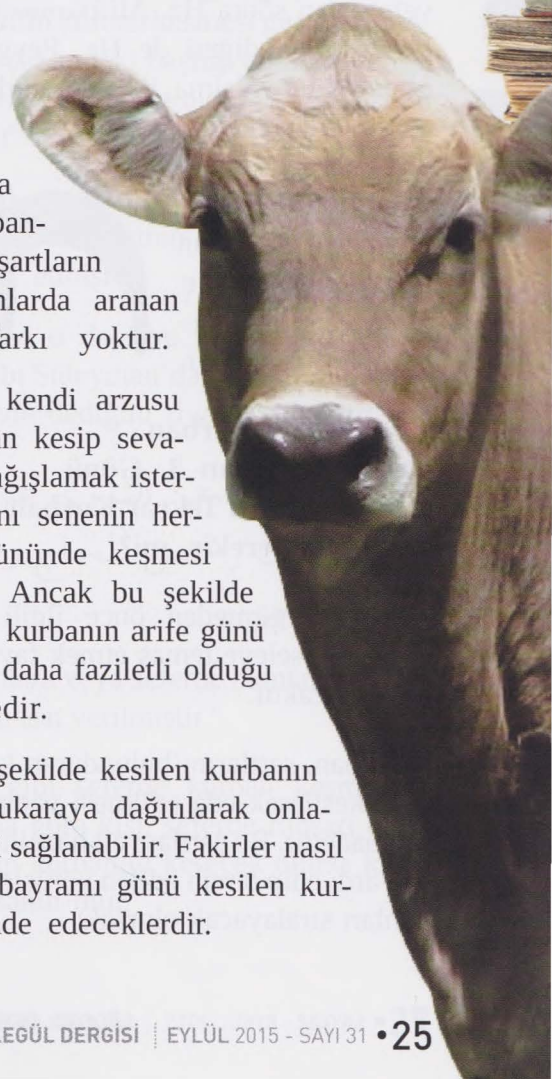 a
ban-
şartların
nlarda aranan
arkı yoktur.
kendi arzusu
an kesip seva-
ağışlamak ister-
nı senenin her-
ününde kesmesi
Ancak bu şekilde
kurbanın arife günü
daha faziletli olduğu
edir.
şekilde kesilen kurbanın
ukaraya dağıtılarak onla-
sağlanabilir. Fakirler nasıl
bayramı günü kesilen kur-
de edeceklerdir.
EGÜL DERGİSİ | EYLÜL 2015 - SAYI 31 • 25